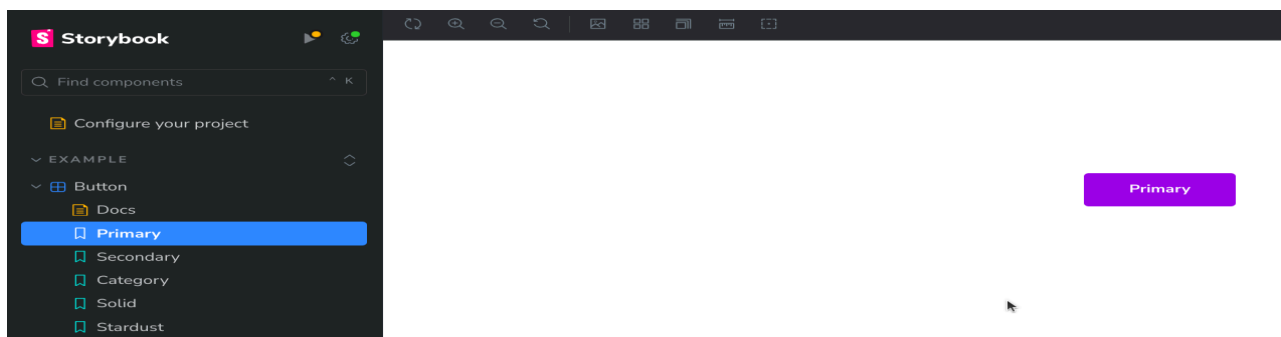 Storybook
Find components
^ K
Configure your project
EXAMPLE
Button
Docs
Primary
Secondary
Category
Solid
Stardust
Primary